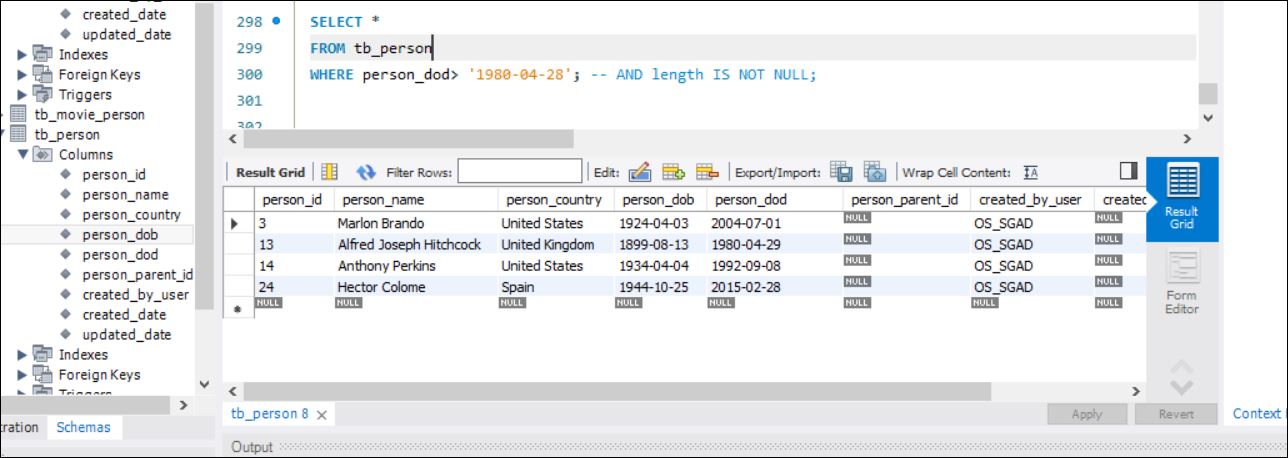 created_date
updated_date
Indexes
Foreign Keys
Triggers
tb_movie_person
tb_person
Columns
person_id
person_name
person_country
person_dob
person_dod
person_parent_id
created_by_user
created_date
updated_date
Indexes
Foreign Keys
Triggers
tration Schemas
298 SELECT *
299 FROM tb_person
300 WHERE person_dod> '1980-04-28'; -- AND length IS NOT NULL;
301
302
Result Grid Filter Rows: Edit: Export/Import: Wrap Cell Content: IA
person_id person_name person_country person_dob person_dod person_parent_id created_by_user created
3 Marlon Brando United States 1924-04-03 2004-07-01 NULL OS_SGAD NULL
13 Alfred Joseph Hitchcock United Kingdom 1899-08-13 1980-04-29 NULL OS_SGAD NULL
14 Anthony Perkins United States 1934-04-04 1992-09-08 NULL OS_SGAD NULL
24 Hector Colome Spain 1944-10-25 2015-02-28 NULL OS_SGAD NULL
* NULL NULL NULL NULL NULL NULL NULL NULL
Result
Grid
Form
Editor
tb_person 8 Apply Revert Context
Output